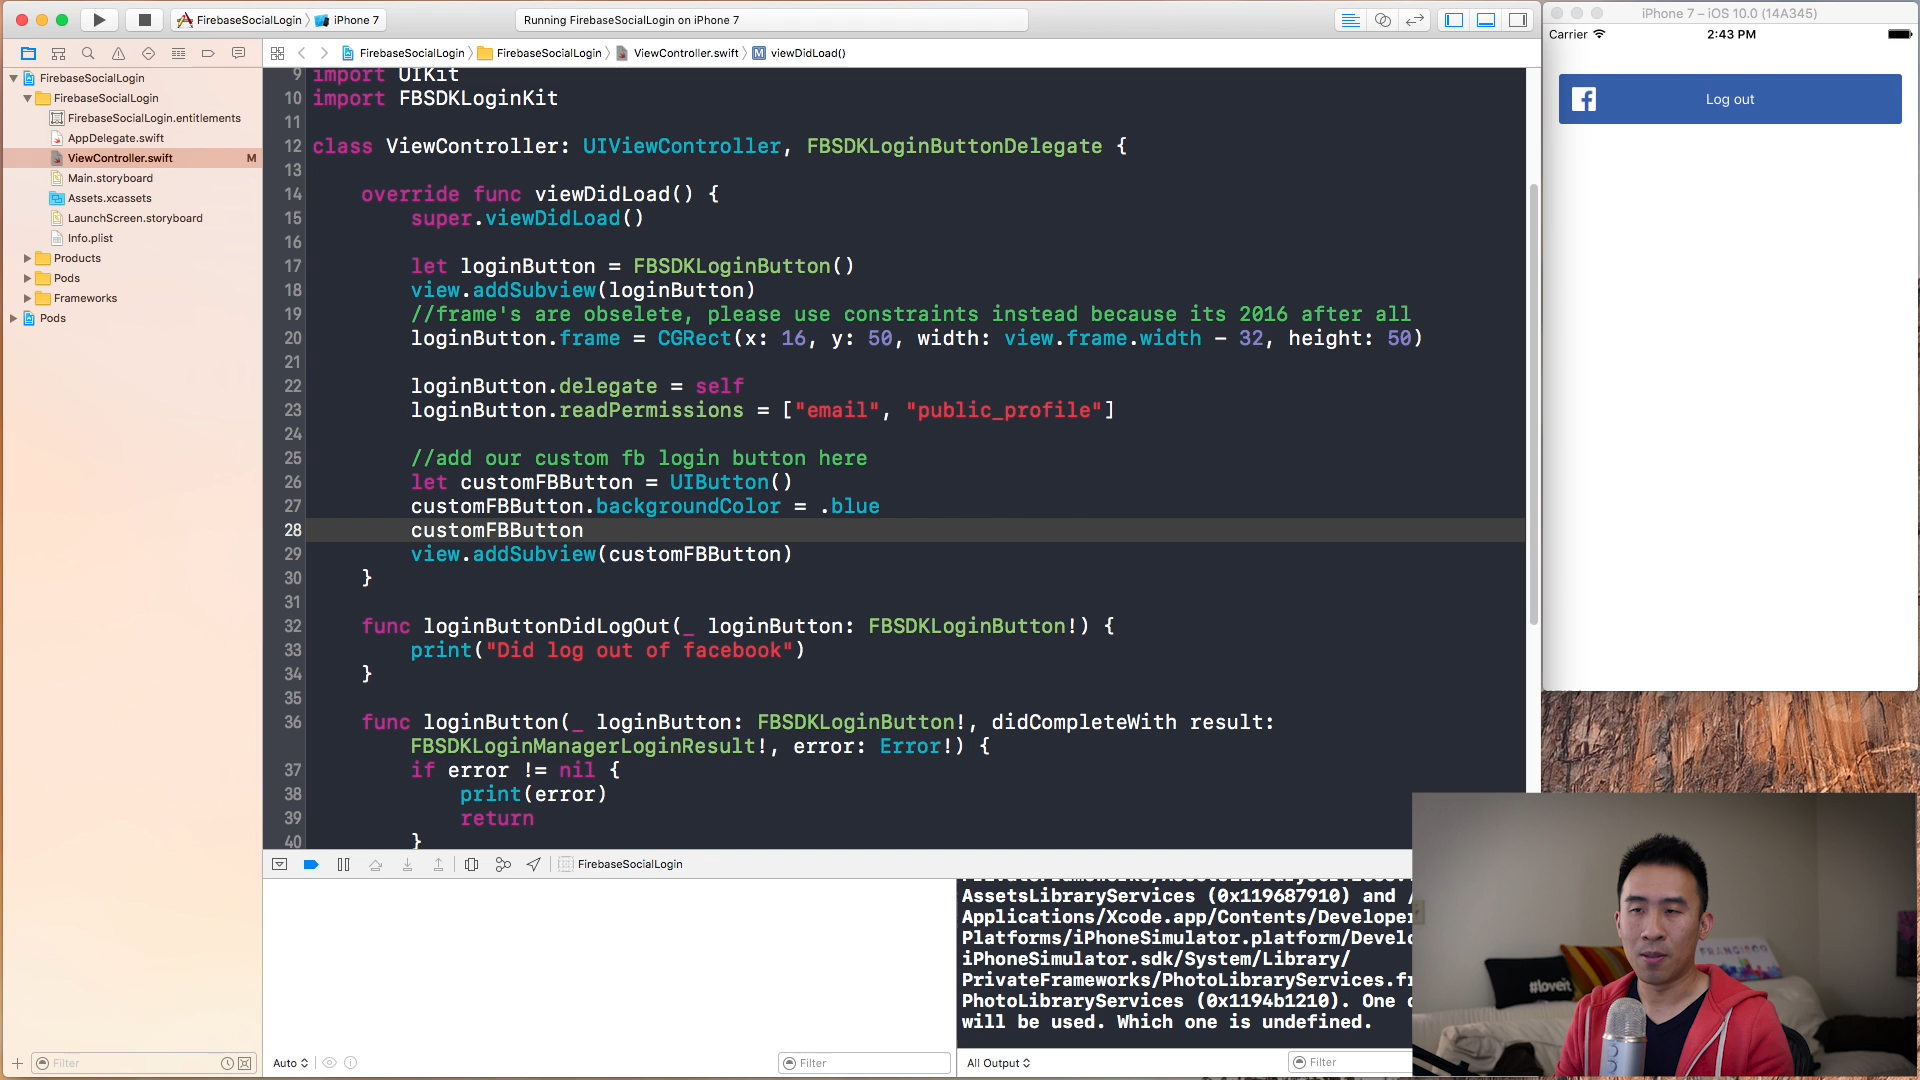 FirebaseSocialLogin
iPhone 7
Running FirebaseSocialLogin on iPhone 7
iPhone 7 – iOS 10.0 (14A345)
Carrier
2:43 PM
Log out
FirebaseSocialLogin
FirebaseSocialLogin
ViewController.swift
M
viewDidLoad()
FirebaseSocialLogin
FirebaseSocialLogin
FirebaseSocialLogin.entitlements
AppDelegate.swift
ViewController.swift
M
Main.storyboard
Assets.xcassets
LaunchScreen.storyboard
Info.plist
Products
Pods
Frameworks
Pods
9 import UIKit
10 import FBSDKLoginKit
11
12 class ViewController: UIViewController, FBSDKLoginButtonDelegate {
13
14 override func viewDidLoad() {
15 super.viewDidLoad()
16
17 let loginButton = FBSDKLoginButton()
18 view.addSubview(loginButton)
19 //frame's are obselete, please use constraints instead because its 2016 after all
20 loginButton.frame = CGRect(x: 16, y: 50, width: view.frame.width - 32, height: 50)
21
22 loginButton.delegate = self
23 loginButton.readPermissions = ["email", "public_profile"]
24
25 //add our custom fb login button here
26 let customFBButton = UIButton()
27 customFBButton.backgroundColor = .blue
28 customFBButton
29 view.addSubview(customFBButton)
30 }
31
32 func loginButtonDidLogOut(_ loginButton: FBSDKLoginButton!) {
33 print("Did log out of facebook")
34 }
35
36 func loginButton(_ loginButton: FBSDKLoginButton!, didCompleteWith result:
FBSDKLoginManagerLoginResult!, error: Error!) {
37 if error != nil {
38 print(error)
39 return
40 }
FirebaseSocialLogin
AssetsLibraryServices (0x119687910) and /
Applications/Xcode.app/Contents/Developer
Platforms/iPhoneSimulator.platform/Develo
iPhoneSimulator.sdk/System/Library/
PrivateFrameworks/PhotoLibraryServices.fr
PhotoLibraryServices (0x1194b1210). One o
will be used. Which one is undefined.
Filter
Auto
Filter
All Output
Filter
#loveit
FRANCISCO